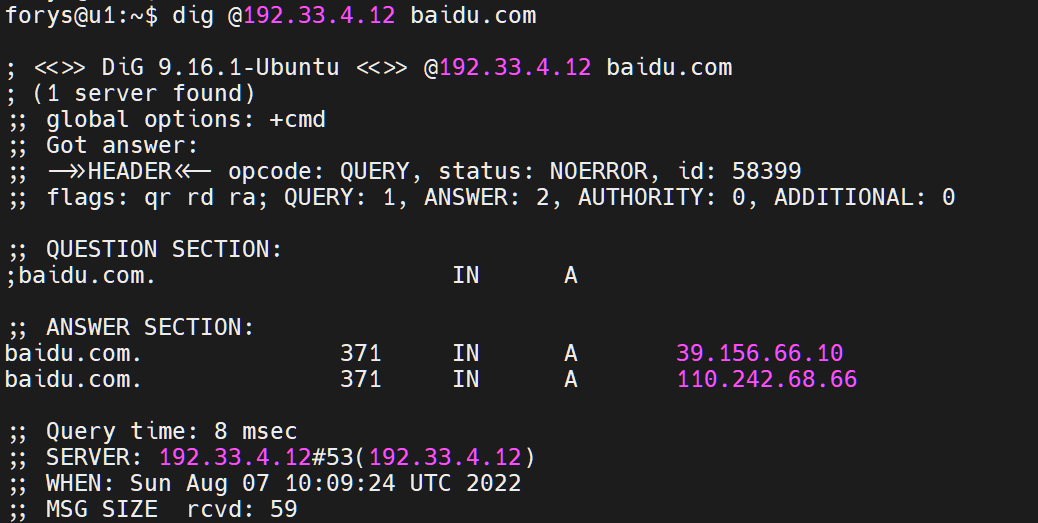 forys@u1:~$ dig @192.33.4.12 baidu.com
; <<>> DiG 9.16.1-Ubuntu <<>> @192.33.4.12 baidu.com
; (1 server found)
;; global options: +cmd
;; Got answer:
;; ->>HEADER<<- opcode: QUERY, status: NOERROR, id: 58399
;; flags: qr rd ra; QUERY: 1, ANSWER: 2, AUTHORITY: 0, ADDITIONAL: 0
;; QUESTION SECTION:
;baidu.com. IN A
;; ANSWER SECTION:
baidu.com. 371 IN A 39.156.66.10
baidu.com. 371 IN A 110.242.68.66
;; Query time: 8 msec
;; SERVER: 192.33.4.12#53(192.33.4.12)
;; WHEN: Sun Aug 07 10:09:24 UTC 2022
;; MSG SIZE rcvd: 59